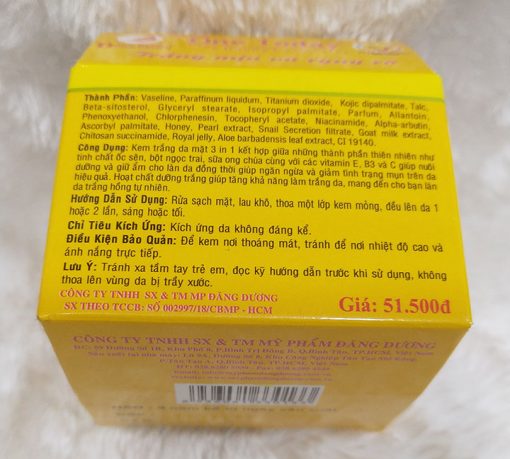 Trắng mịn và rạng rỡ
Thành Phần: Vaseline, Paraffinum liquidum, Titanium dioxide, Kojic dipalmitate, Talc,
Beta-sitosterol, Glyceryl stearate, Isopropyl palmitate, Parfum, Allantoin,
Phenoxyethanol, Chlorphenesin, Tocopheryl acetate, Niacinamide, Alpha-arbutin,
Ascorbyl palmitate, Honey, Pearl extract, Snail Secretion filtrate, Goat milk extract,
Chitosan succinamide, Royal jelly, Aloe barbadensis leaf extract, CI 19140.
Công Dụng: Kem trắng da mặt 3 in 1 kết hợp giữa những thành phần thiên nhiên như
tinh chất ốc sên, bột ngọc trai, sữa ong chúa cùng với các vitamin E, B3 và C giúp nuôi
dưỡng và giữ ẩm cho làn da đồng thời giúp ngăn ngừa và giảm tình trạng mụn trên da
hiệu quả. Hoạt chất dưỡng trắng giúp tăng khả năng làm trắng da, mang đến cho bạn làn
da trắng hồng tự nhiên.
Hướng Dẫn Sử Dụng: Rửa sạch mặt, lau khô, thoa một lớp kem mỏng, đều lên da 1
hoặc 2 lần, sáng hoặc tối.
Chỉ Tiêu Kích Ứng: Kích ứng da không đáng kể.
Điều Kiện Bảo Quản: Để kem nơi thoáng mát, tránh để nơi nhiệt độ cao và
ánh nắng trực tiếp.
Lưu Ý: Tránh xa tầm tay trẻ em, đọc kỹ hướng dẫn trước khi sử dụng, không
thoa lên vùng da bị trầy xước.
CÔNG TY TNHH SX & TM MP ĐĂNG DƯƠNG
SX THEO TCCB: SỐ 002997/18/CBMP - HCM
Giá: 51.500đ
CÔNG TY TNHH SX & TM MỸ PHẨM ĐĂNG DƯƠNG